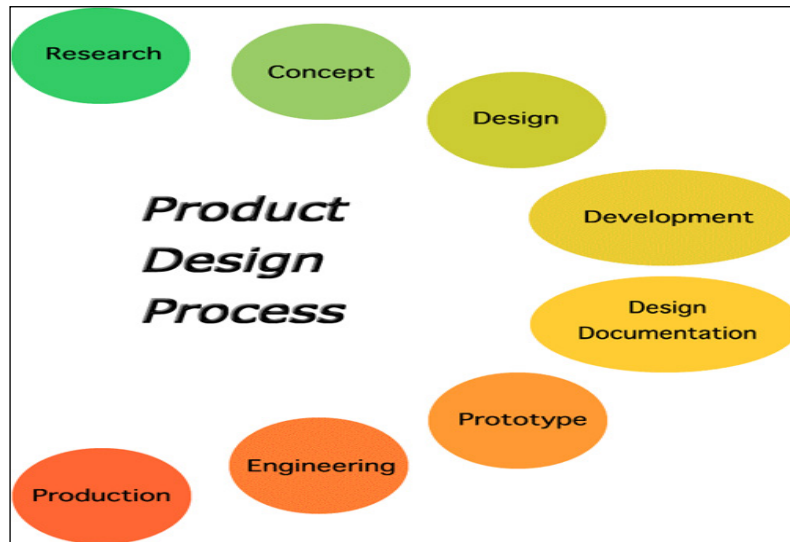 Research
Concept
Design
Development
Design
Documentation
Prototype
Engineering
Production
Product
Design
Process